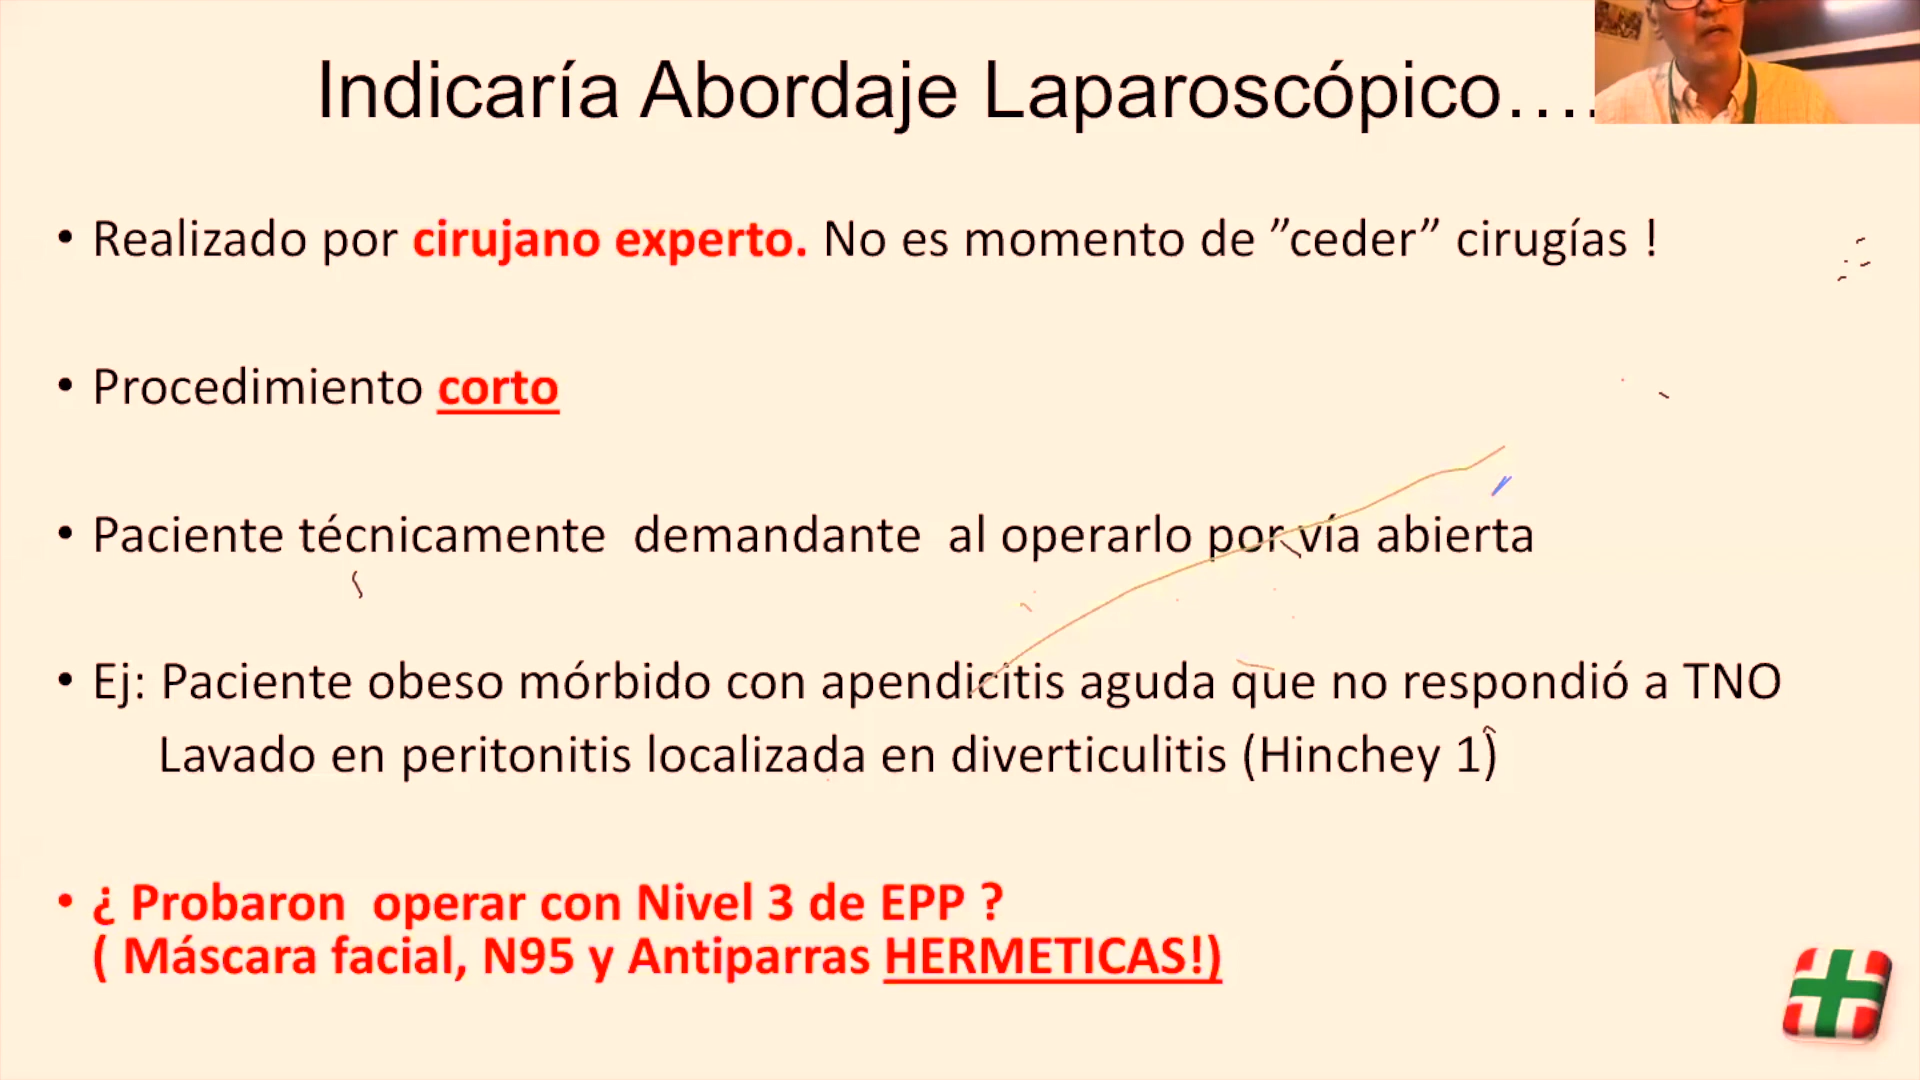 Indicaría Abordaje Laparoscópico....
• Realizado por cirujano experto. No es momento de ”ceder” cirugías !
• Procedimiento corto
• Paciente técnicamente demandante al operarlo por vía abierta
• Ej: Paciente obeso mórbido con apendicitis aguda que no respondió a TNO
Lavado en peritonitis localizada en diverticulitis (Hinchey 1)
• ¿ Probaron operar con Nivel 3 de EPP ?
( Máscara facial, N95 y Antiparras HERMETICAS!)